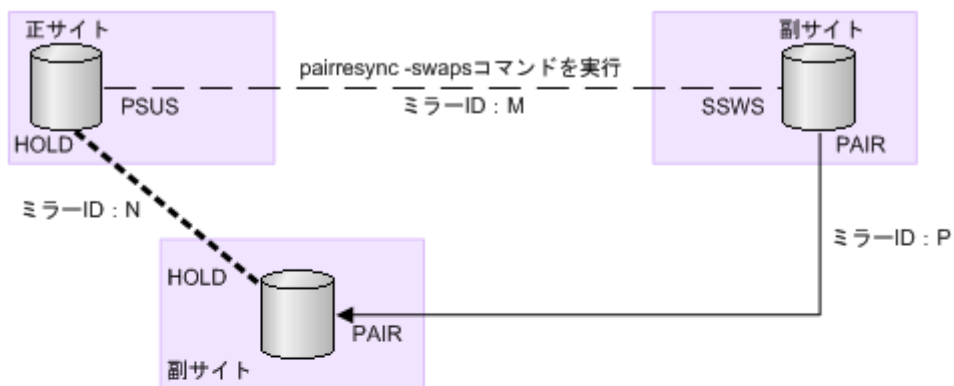 正サイト
副サイト
pairresync -swapsコマンドを実行
PSUS
ミラーID：M
SSWS
HOLD
PAIR
ミラーID：N
ミラーID：P
HOLD
PAIR
副サイト